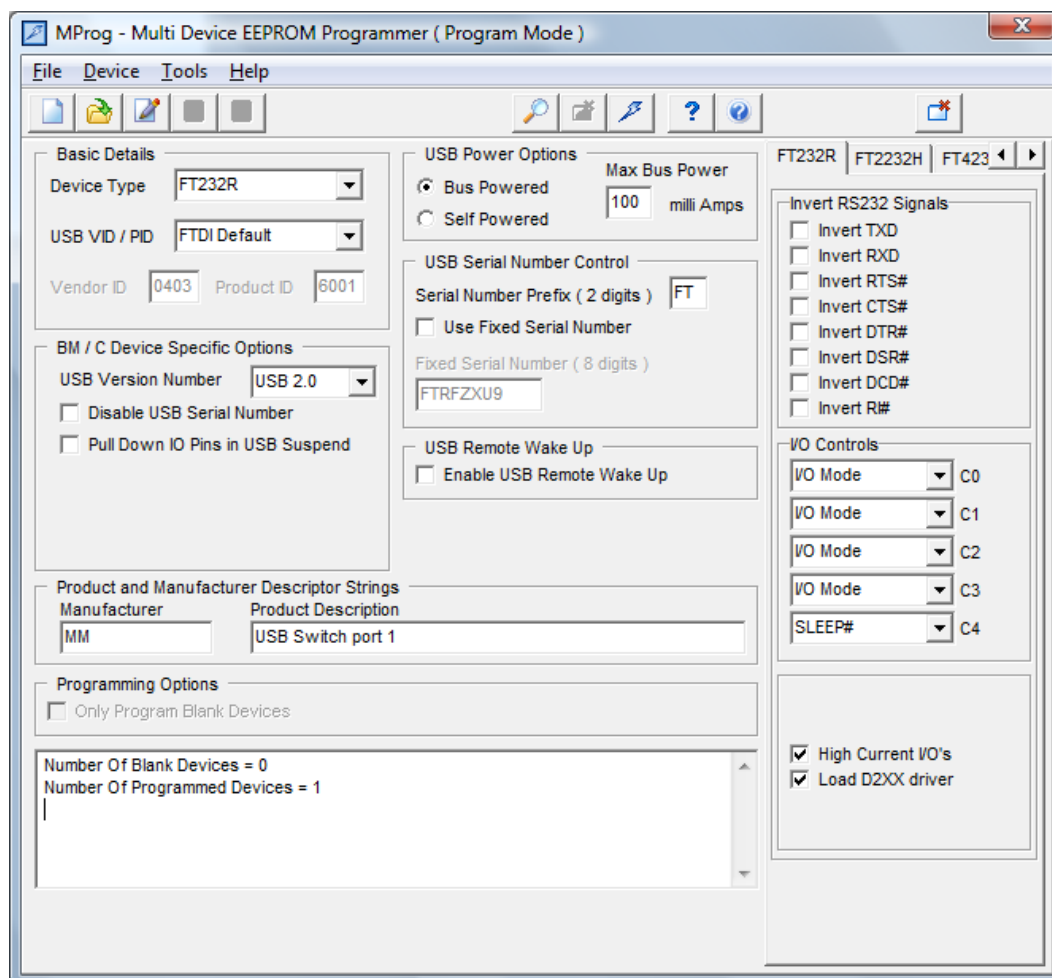 MProg - Multi Device EEPROM Programmer ( Program Mode )
File Device Tools Help
Basic Details
Device Type FT232R
USB VID / PID FTDI Default
Vendor ID 0403 Product ID 6001
BM / C Device Specific Options
USB Version Number USB 2.0
Disable USB Serial Number
Pull Down IO Pins in USB Suspend
USB Power Options
Bus Powered
Self Powered
Max Bus Power
100 milli Amps
USB Serial Number Control
Serial Number Prefix ( 2 digits ) FT
Use Fixed Serial Number
Fixed Serial Number ( 8 digits )
FTRFZXU9
USB Remote Wake Up
Enable USB Remote Wake Up
Product and Manufacturer Descriptor Strings
Manufacturer Product Description
MM USB Switch port 1
Programming Options
Only Program Blank Devices
Number Of Blank Devices = 0
Number Of Programmed Devices = 1
FT232R FT2232H FT423
Invert RS232 Signals
Invert TXD
Invert RXD
Invert RTS#
Invert CTS#
Invert DTR#
Invert DSR#
Invert DCD#
Invert RI#
I/O Controls
I/O Mode C0
I/O Mode C1
I/O Mode C2
I/O Mode C3
SLEEP# C4
High Current I/O's
Load D2XX driver